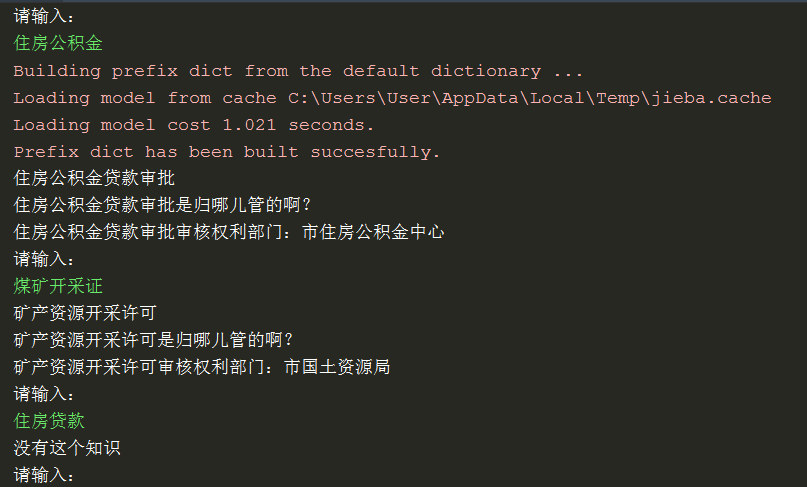 请输入:
住房公积金
Building prefix dict from the default dictionary ...
Loading model from cache C:\Users\User\AppData\Local\Temp\jieba.cache
Loading model cost 1.021 seconds.
Prefix dict has been built succesfully.
住房公积金贷款审批
住房公积金贷款审批是归哪儿管的啊?
住房公积金贷款审批审核权利部门: 市住房公积金中心
请输入:
煤矿开采证
矿产资源开采许可
矿产资源开采许可是归哪儿管的啊?
矿产资源开采许可审核权利部门: 市国土资源局
请输入:
住房贷款
没有这个知识
请输入: